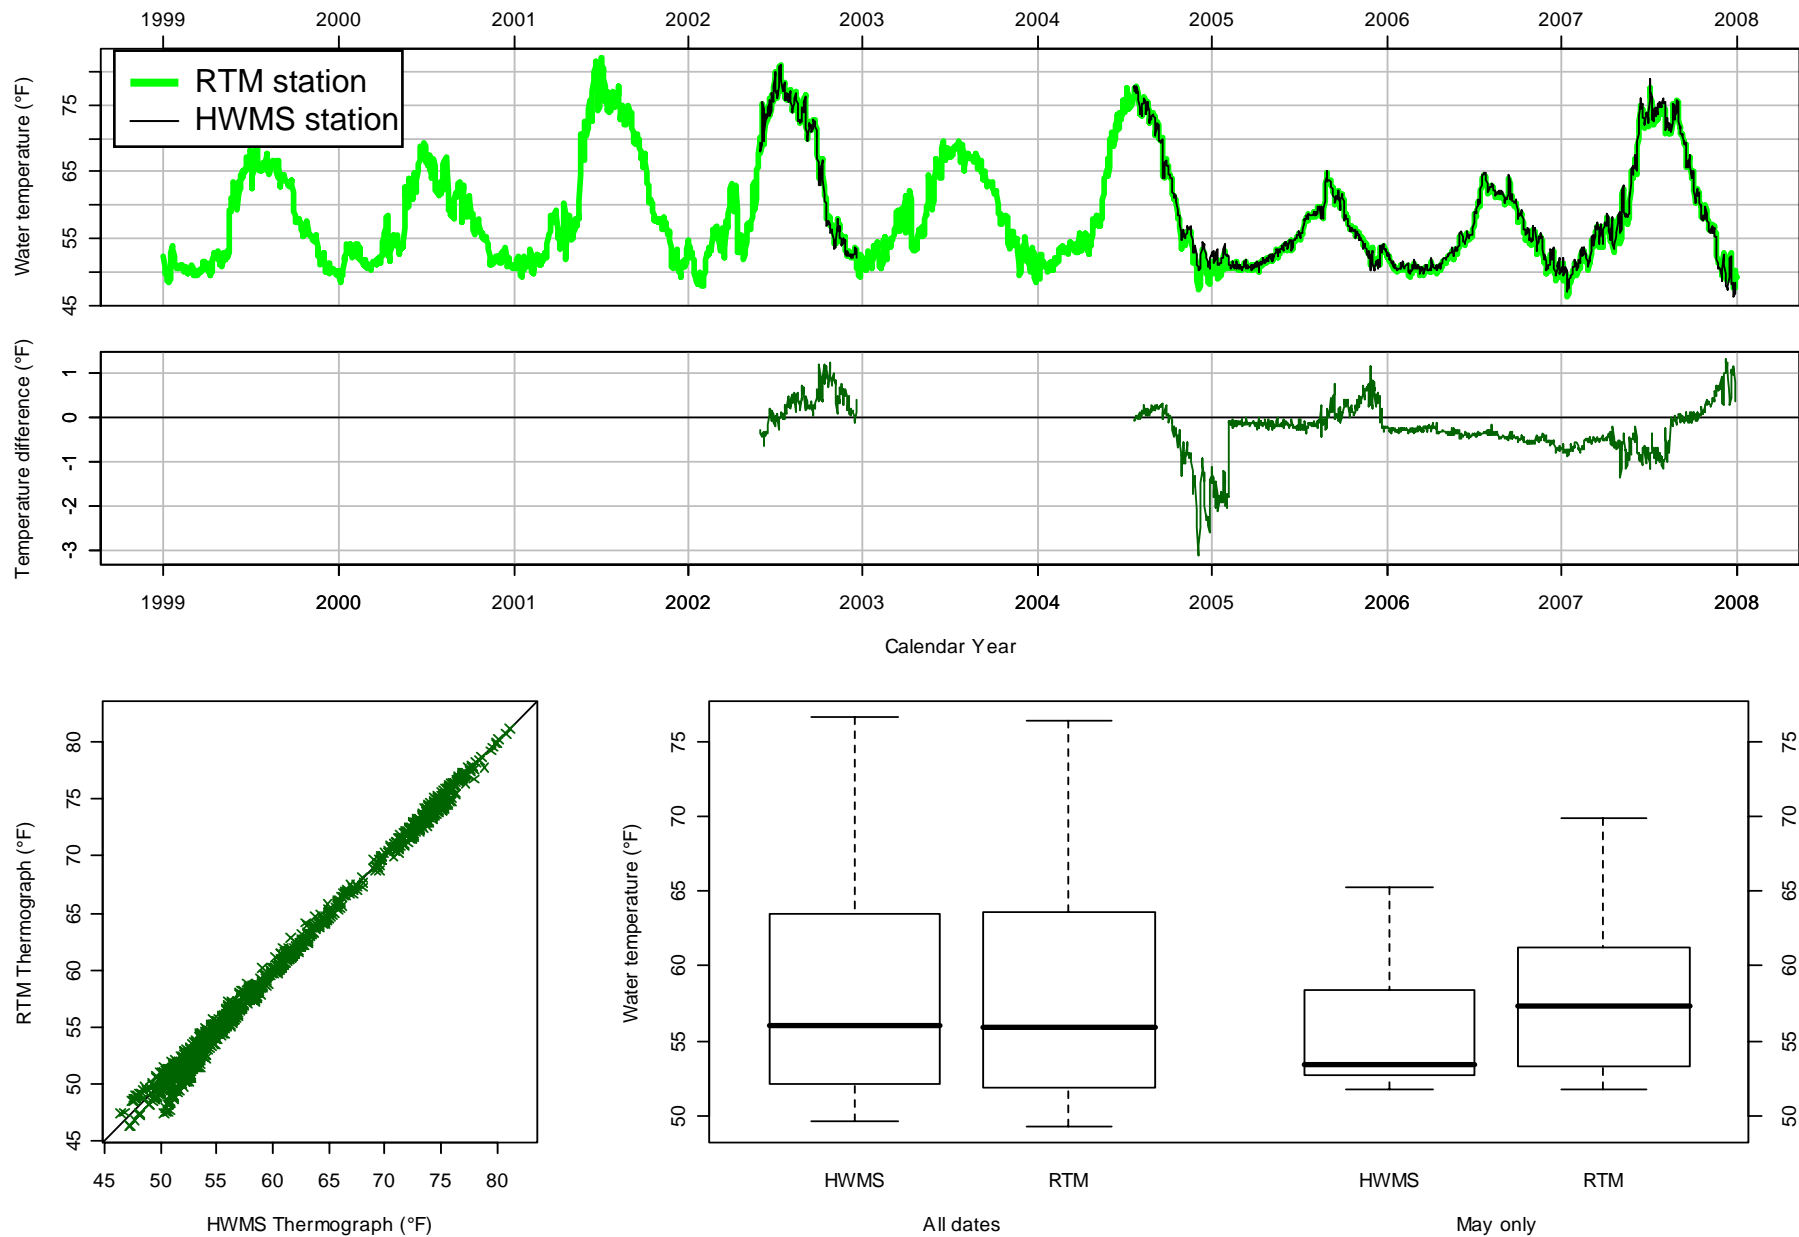 1999 2000 2001 2002 2003 2004 2005 2006 2007 2008
RTM station
HWMS station
Water temperature (°F)
75
65
55
45
Temperature difference (°F)
1
0
-1
-2
-3
1999 2000 2001 2002 2003 2004 2005 2006 2007 2008
Calendar Year
RTM Thermograph (°F)
80
75
70
65
60
55
50
45
45 50 55 60 65 70 75 80
HWMS Thermograph (°F)
Water temperature (°F)
75
70
65
60
55
50
75
70
65
60
55
50
HWMS RTM HWMS RTM
All dates May only